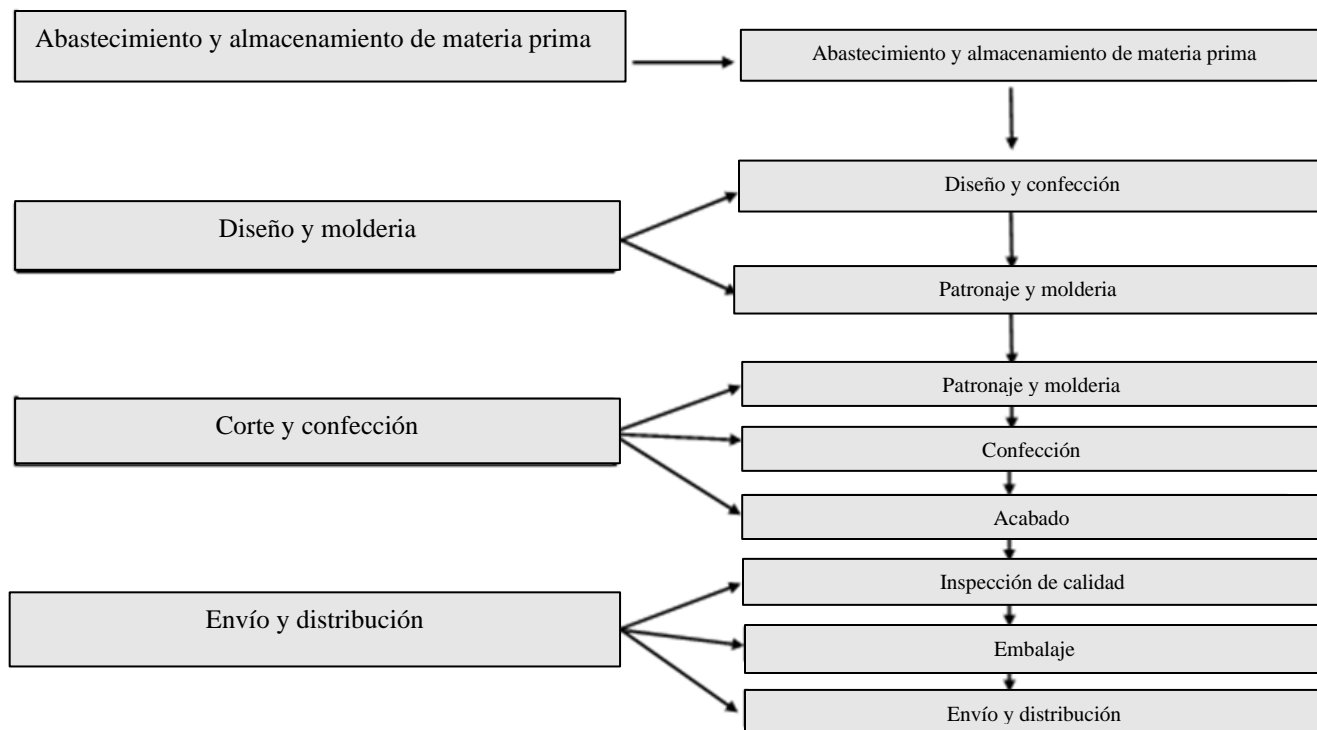 Abastecimiento y almacenamiento de materia prima
Abastecimiento y almacenamiento de materia prima
Diseño y molderia
Diseño y confección
Patronaje y molderia
Corte y confección
Patronaje y molderia
Confección
Acabado
Envío y distribución
Inspección de calidad
Embalaje
Envío y distribución